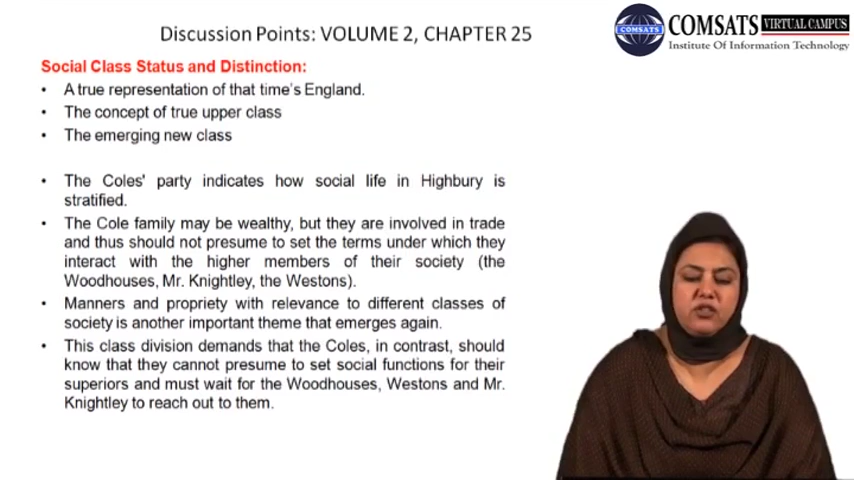 Discussion Points: VOLUME 2, CHAPTER 25
COMSATS
COMSATS VIRTUAL CAMPUS
Institute Of Information Technology
Social Class Status and Distinction:
• A true representation of that time's England.
• The concept of true upper class
• The emerging new class
• The Coles' party indicates how social life in Highbury is
stratified.
• The Cole family may be wealthy, but they are involved in trade
and thus should not presume to set the terms under which they
interact with the higher members of their society (the
Woodhouses, Mr. Knightley, the Westons).
• Manners and propriety with relevance to different classes of
society is another important theme that emerges again.
• This class division demands that the Coles, in contrast, should
know that they cannot presume to set social functions for their
superiors and must wait for the Woodhouses, Westons and Mr.
Knightley to reach out to them.